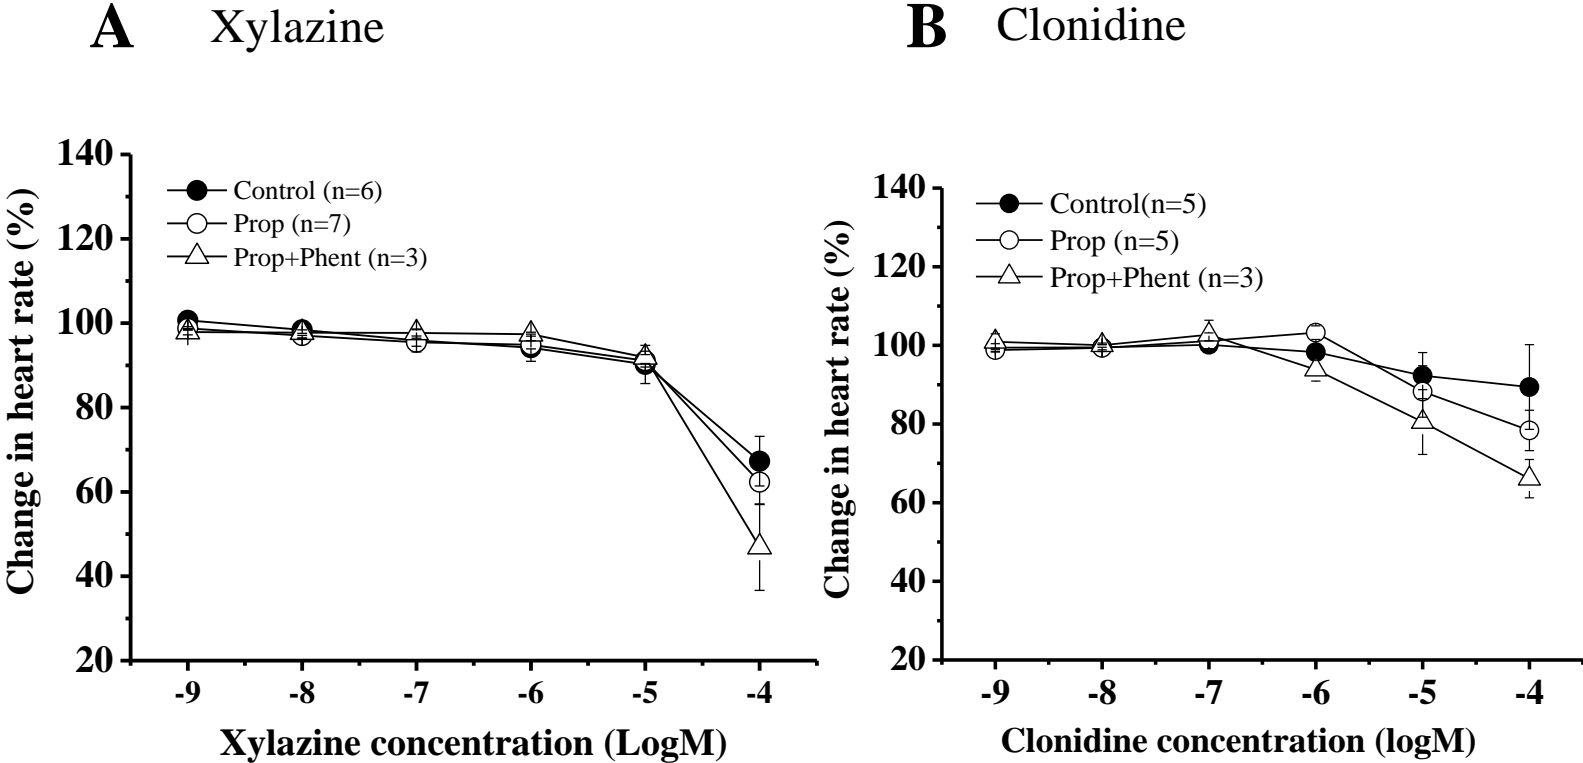 A Xylazine
Change in heart rate (%)
140
120
100
80
60
40
20
Control (n=6)
Prop (n=7)
Prop+Phent (n=3)
-9 -8 -7 -6 -5 -4
Xylazine concentration (LogM)
B Clonidine
Change in heart rate (%)
140
120
100
80
60
40
20
Control(n=5)
Prop (n=5)
Prop+Phent (n=3)
-9 -8 -7 -6 -5 -4
Clonidine concentration (logM)